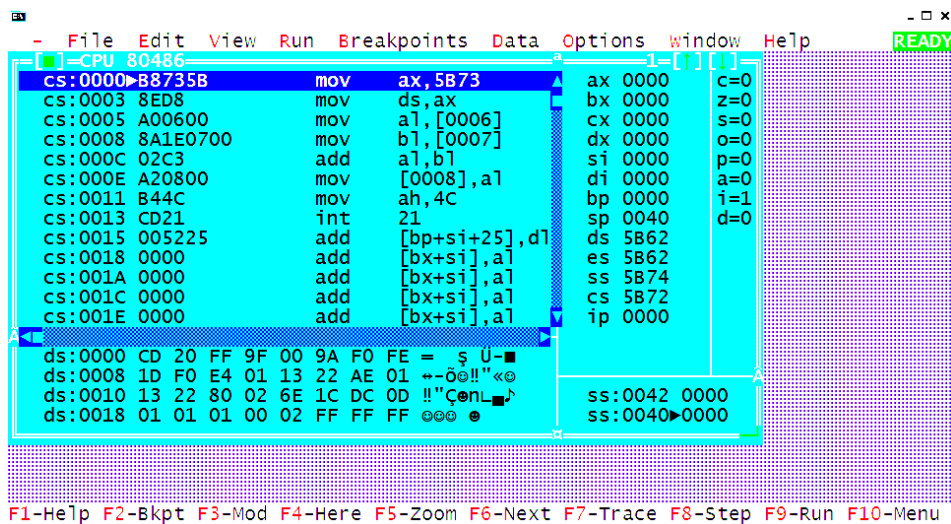 - File Edit View Run Breakpoints Data Options Window Help READY
[■]=CPU 80486 1=[↑][↓]
cs:0000►B8735B mov ax,5B73 ax 0000 c=0
cs:0003 8ED8 mov ds,ax bx 0000 z=0
cs:0005 A00600 mov al,[0006] cx 0000 s=0
cs:0008 8A1E0700 mov bl,[0007] dx 0000 o=0
cs:000C 02C3 add al,bl si 0000 p=0
cs:000E A20800 mov [0008],al di 0000 a=0
cs:0011 B44C mov ah,4C bp 0000 i=1
cs:0013 CD21 int 21 sp 0040 d=0
cs:0015 005225 add [bp+si+25],dl ds 5B62
cs:0018 0000 add [bx+si],al es 5B62
cs:001A 0000 add [bx+si],al ss 5B74
cs:001C 0000 add [bx+si],al cs 5B72
cs:001E 0000 add [bx+si],al ip 0000
ds:0000 CD 20 FF 9F 00 9A F0 FE = ş Ü-■
ds:0008 1D F0 E4 01 13 22 AE 01 ↔-õ☺‼"«☺
ds:0010 13 22 80 02 6E 1C DC 0D ‼"Ç☻n∟▄♪ ss:0042 0000
ds:0018 01 01 01 00 02 FF FF FF ☺☺☺ ☻ ss:0040►0000
F1-Help F2-Bkpt F3-Mod F4-Here F5-Zoom F6-Next F7-Trace F8-Step F9-Run F10-Menu